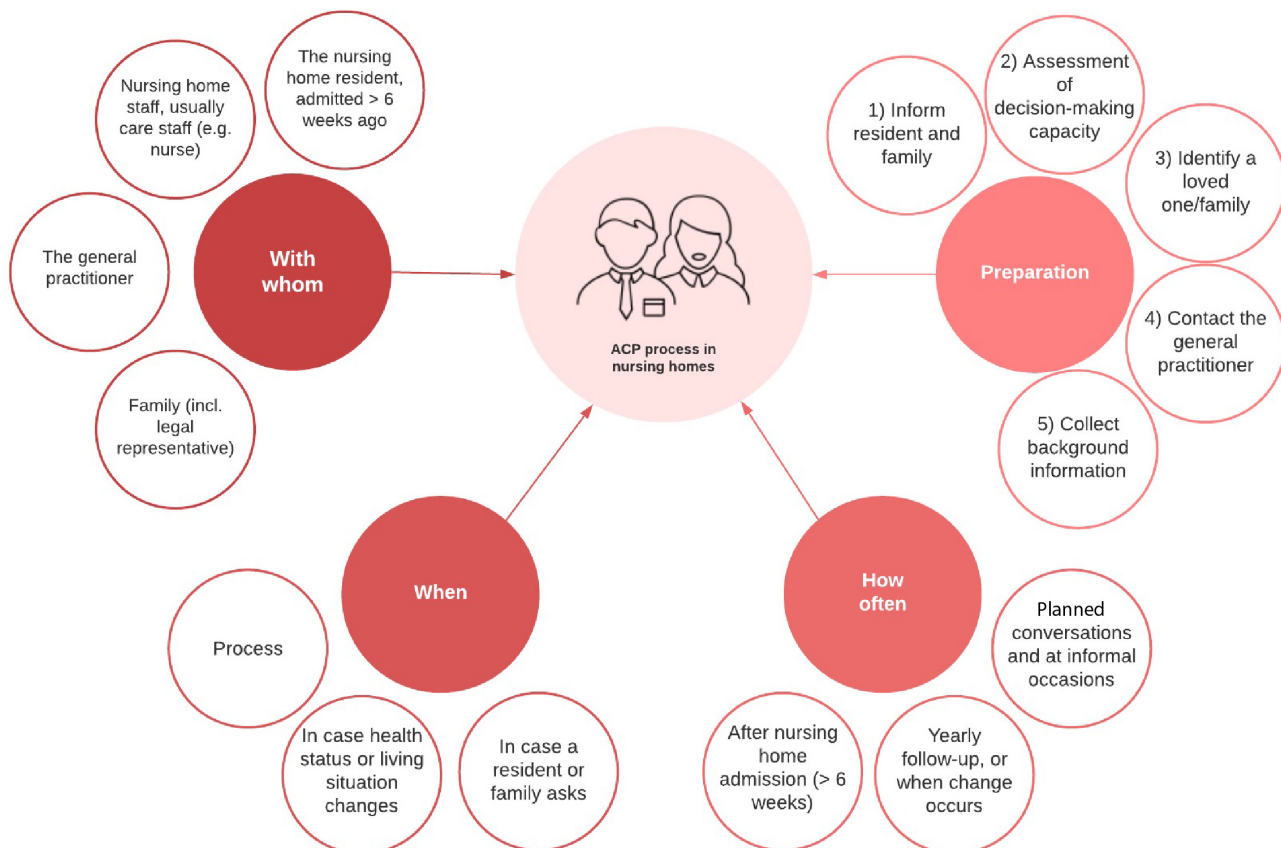 The nursing
home resident,
admitted > 6
weeks ago
Nursing home
staff, usually
care staff (e.g.
nurse)
The general
practitioner
Family (incl.
legal
representative)
With
whom
ACP process in
nursing homes
1) Inform
resident and
family
2) Assessment
of
decision-making
capacity
3) Identify a
loved
one/family
4) Contact the
general
practitioner
5) Collect
background
information
Preparation
When
Process
In case health
status or living
situation
changes
In case a
resident or
family asks
How
often
After nursing
home
admission (> 6
weeks)
Yearly
follow-up, or
when change
occurs
Planned
conversations
and at informal
occasions